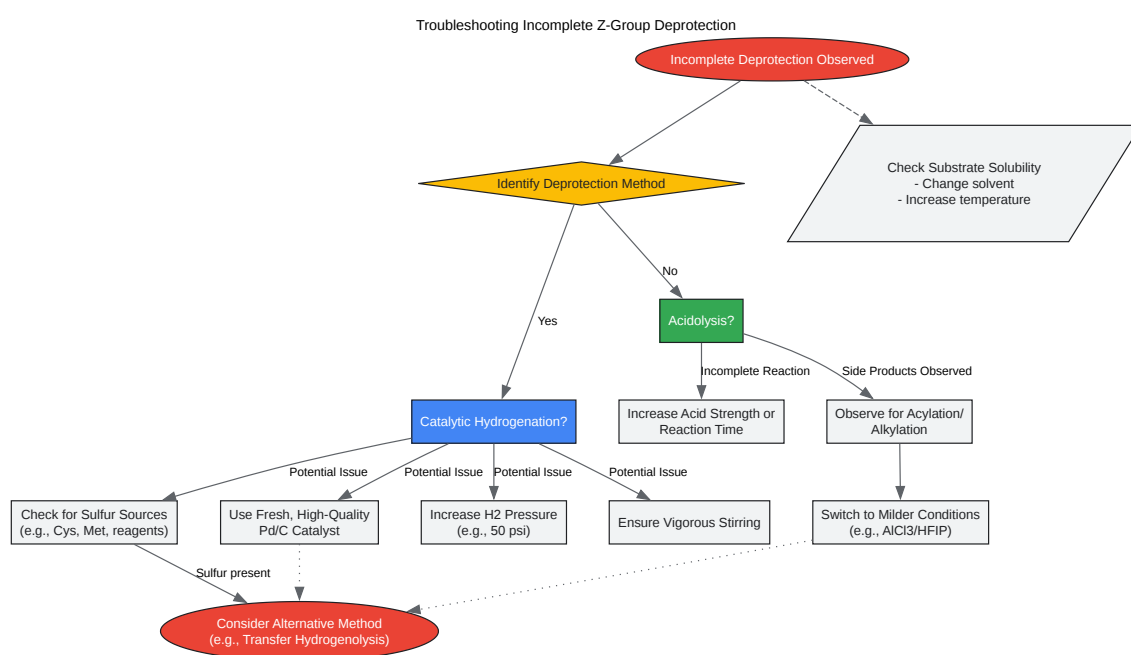 Troubleshooting Incomplete Z-Group Deprotection
Incomplete Deprotection Observed
Check Substrate Solubility
- Change solvent
- Increase temperature
Identify Deprotection Method
No
Yes
Acidolysis?
Incomplete Reaction
Side Products Observed
Catalytic Hydrogenation?
Increase Acid Strength or
Reaction Time
Observe for Acylation/
Alkylation
Potential Issue
Potential Issue
Potential Issue
Potential Issue
Check for Sulfur Sources
(e.g., Cys, Met, reagents)
Use Fresh, High-Quality
Pd/C Catalyst
Increase H2 Pressure
(e.g., 50 psi)
Ensure Vigorous Stirring
Switch to Milder Conditions
(e.g., AlCl3/HFIP)
Sulfur present
Consider Alternative Method
(e.g., Transfer Hydrogenolysis)